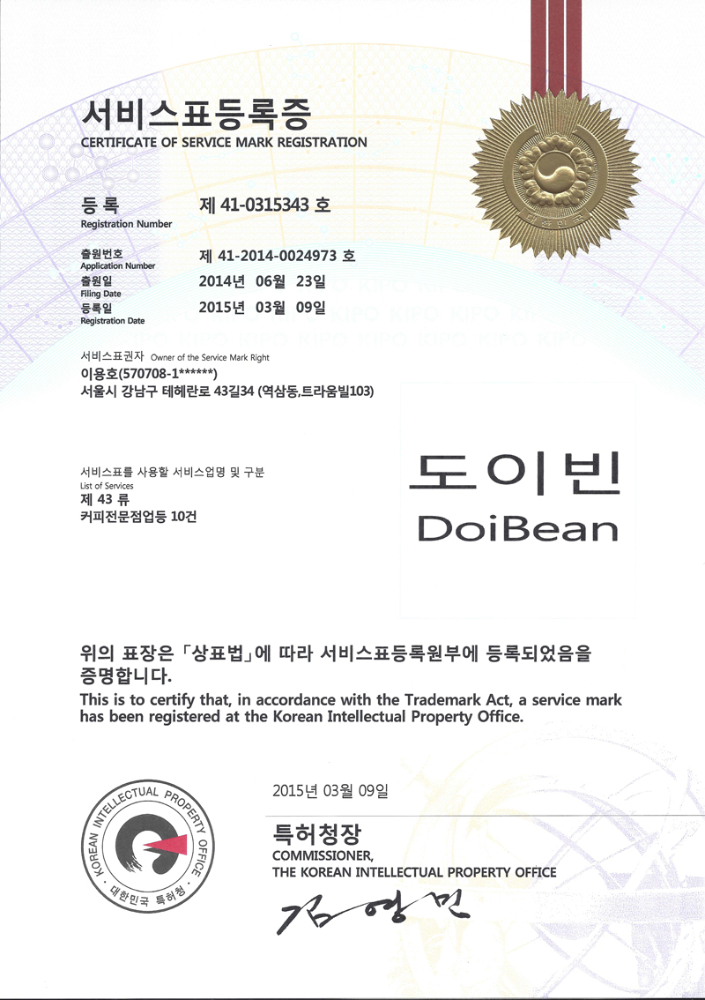 서비스표등록증
CERTIFICATE OF SERVICE MARK REGISTRATION
등 록 제 41-0315343 호
Registration Number
출원번호 제 41-2014-0024973 호
Application Number
출원일 2014년 06월 23일
Filing Date
등록일 2015년 03월 09일
Registration Date
서비스표권자 Owner of the Service Mark Right
이용호(570708-1******)
서울시 강남구 테헤란로 43길34 (역삼동,트라움빌103)
서비스표를 사용할 서비스업명 및 구분
List of Services
제 43 류
커피전문점업등 10건
도이빈
DoiBean
위의 표장은 「상표법」에 따라 서비스표등록원부에 등록되었음을
증명합니다.
This is to certify that, in accordance with the Trademark Act, a service mark
has been registered at the Korean Intellectual Property Office.
2015년 03월 09일
특허청장
COMMISSIONER,
THE KOREAN INTELLECTUAL PROPERTY OFFICE
김영민
KOREAN INTELLECTUAL PROPERTY OFFICE
대한민국 특허청
대한민국
KIPO KIPO KIPO KIPO